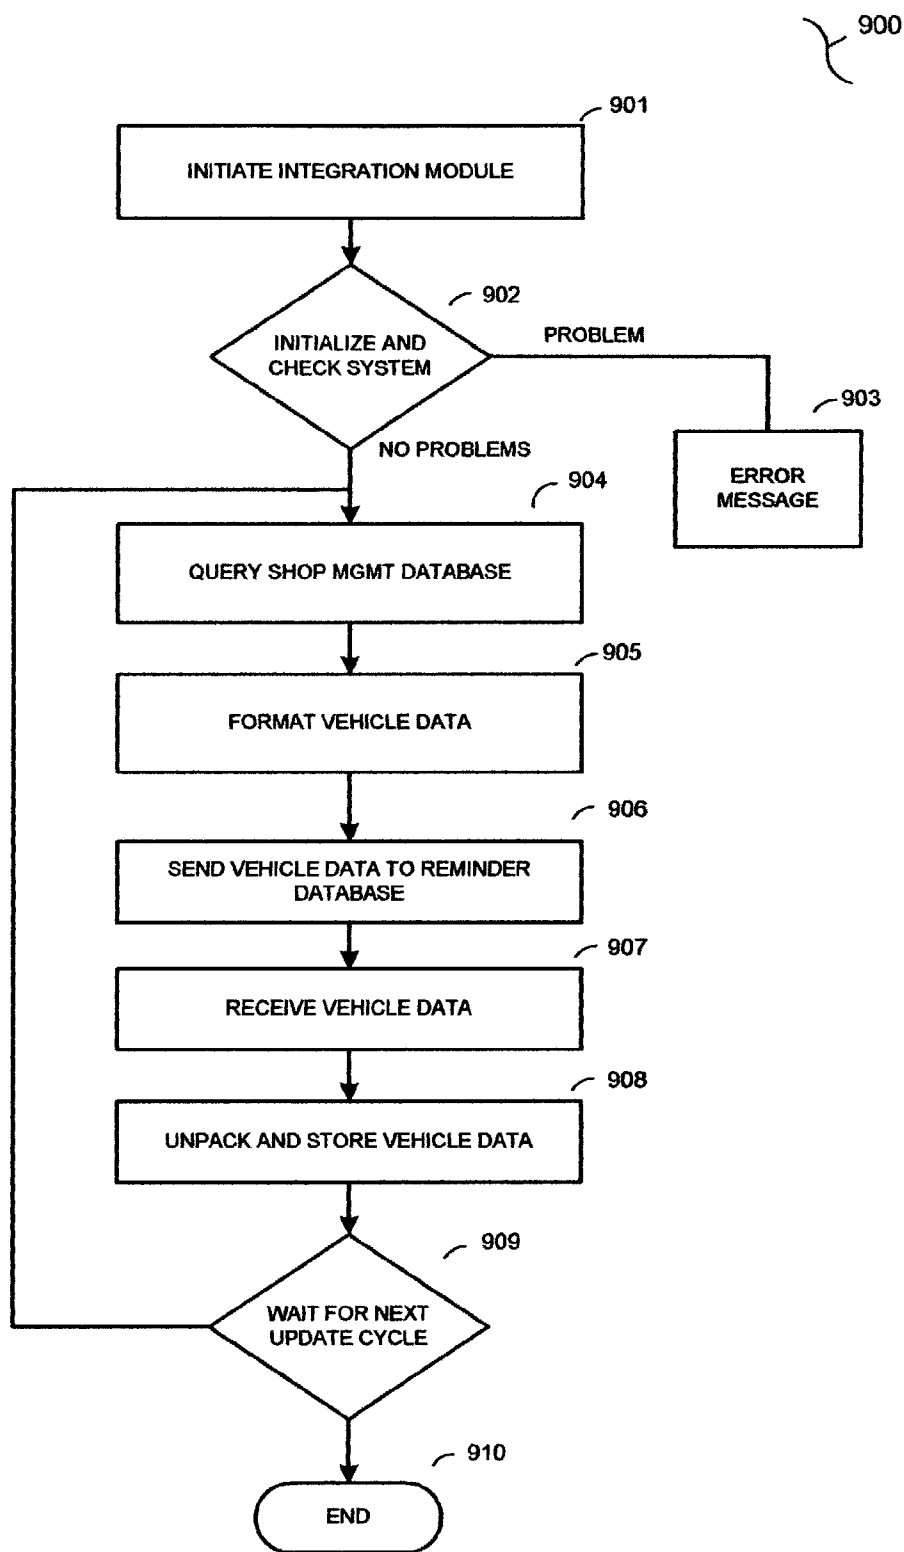 900
901
INITIATE INTEGRATION MODULE
902
INITIALIZE AND
CHECK SYSTEM
PROBLEM
903
ERROR
MESSAGE
NO PROBLEMS
904
QUERY SHOP MGMT DATABASE
905
FORMAT VEHICLE DATA
906
SEND VEHICLE DATA TO REMINDER
DATABASE
907
RECEIVE VEHICLE DATA
908
UNPACK AND STORE VEHICLE DATA
909
WAIT FOR NEXT
UPDATE CYCLE
910
END